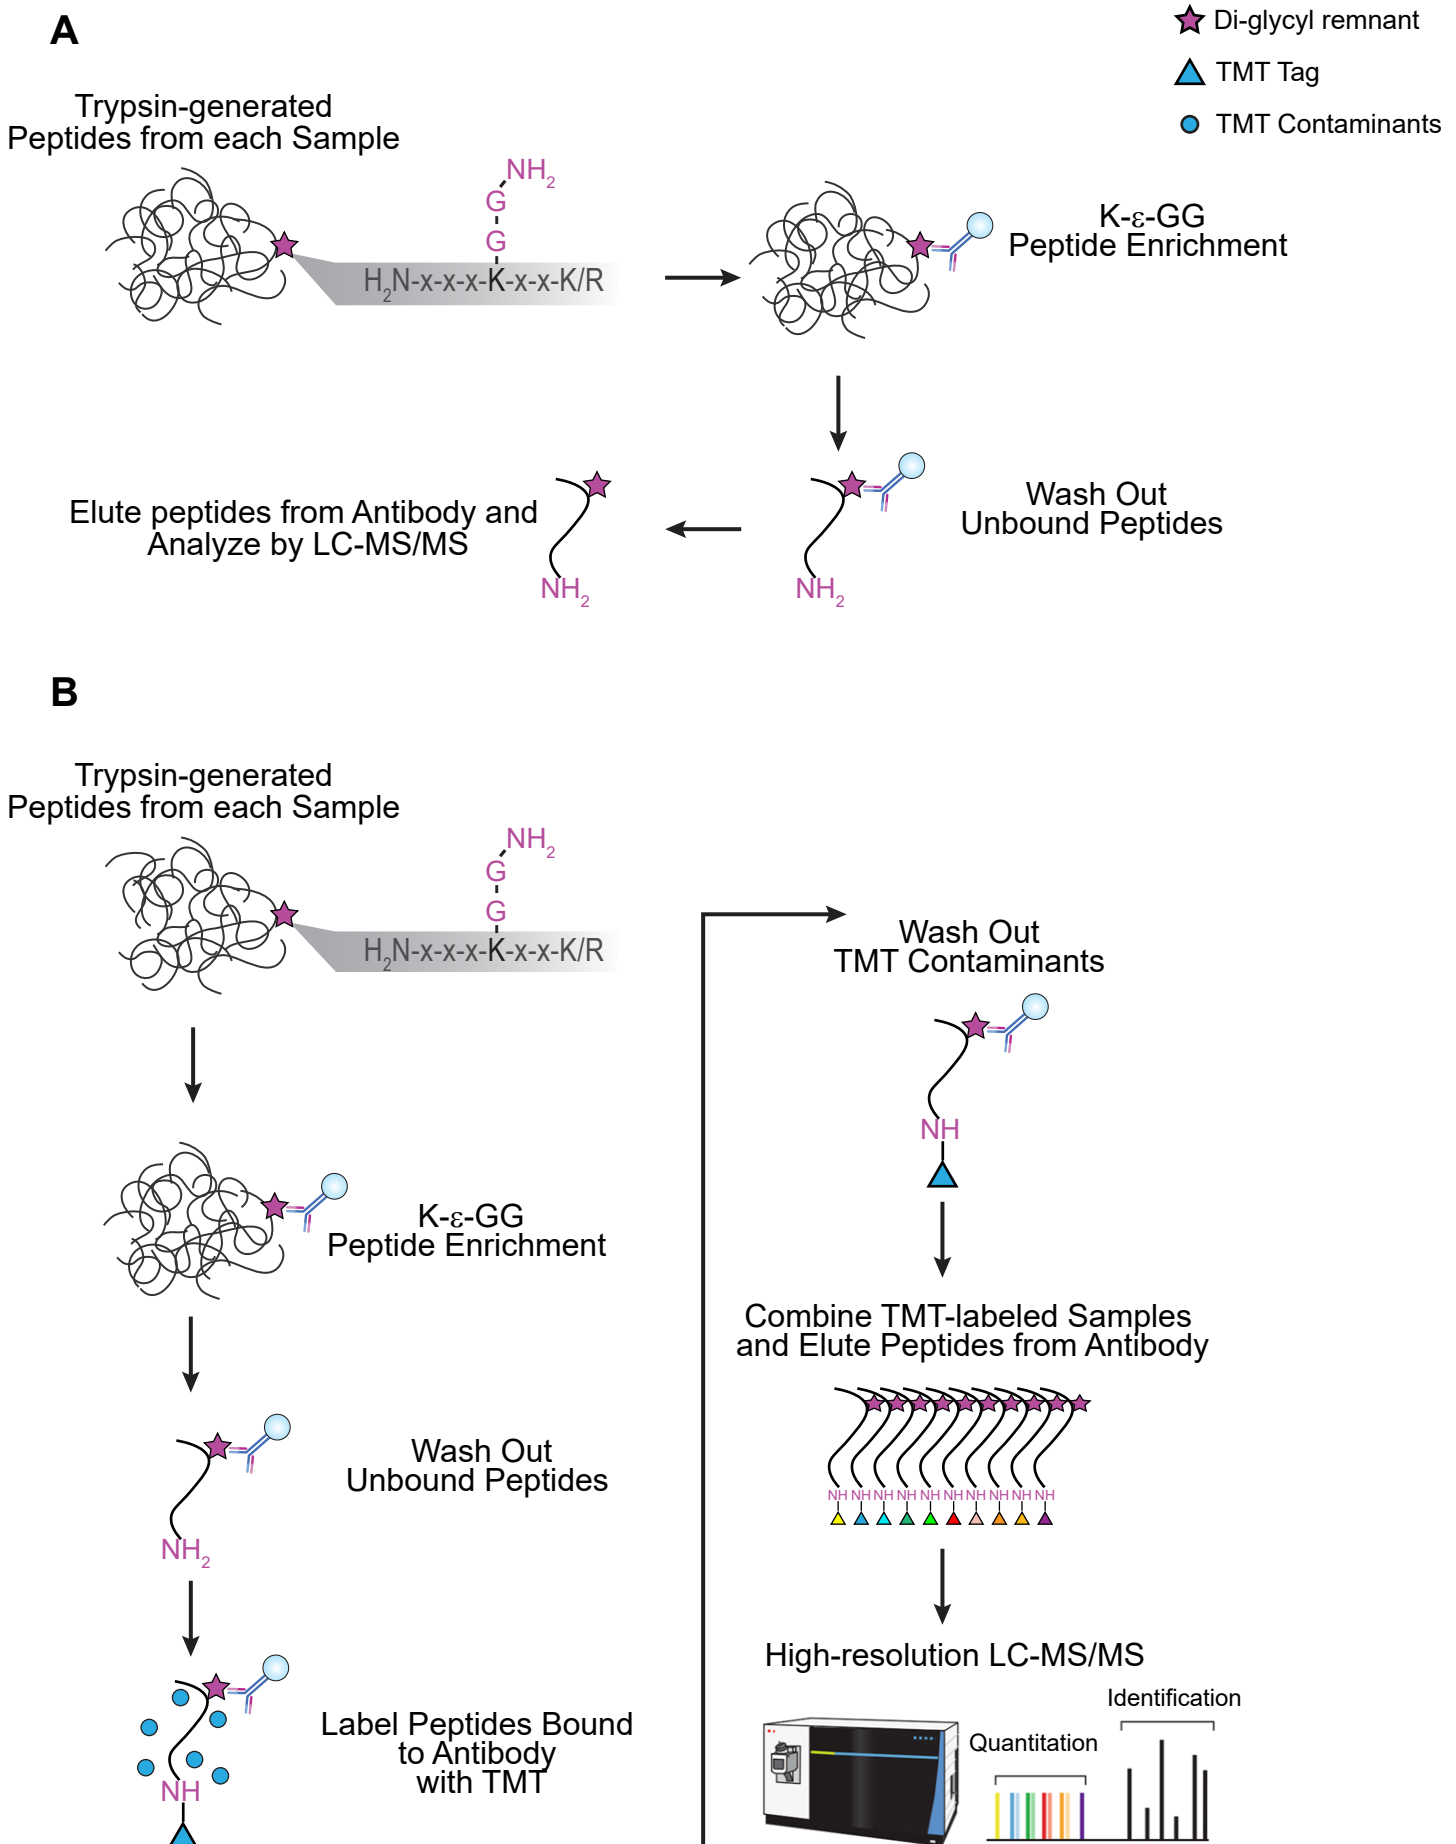 A
Di-glycyl remnant
TMT Tag
TMT Contaminants
Trypsin-generated
Peptides from each Sample
NH2
G
G
H2N-x-x-x-K-x-x-K/R
K-ε-GG
Peptide Enrichment
Wash Out
Unbound Peptides
NH2
Elute peptides from Antibody and
Analyze by LC-MS/MS
NH2
B
Trypsin-generated
Peptides from each Sample
NH2
G
G
H2N-x-x-x-K-x-x-K/R
K-ε-GG
Peptide Enrichment
Wash Out
Unbound Peptides
NH2
Label Peptides Bound
to Antibody
with TMT
NH
Wash Out
TMT Contaminants
NH
Combine TMT-labeled Samples
and Elute Peptides from Antibody
NH NH NH NH NH NH NH NH NH NH
High-resolution LC-MS/MS
Identification
Quantitation